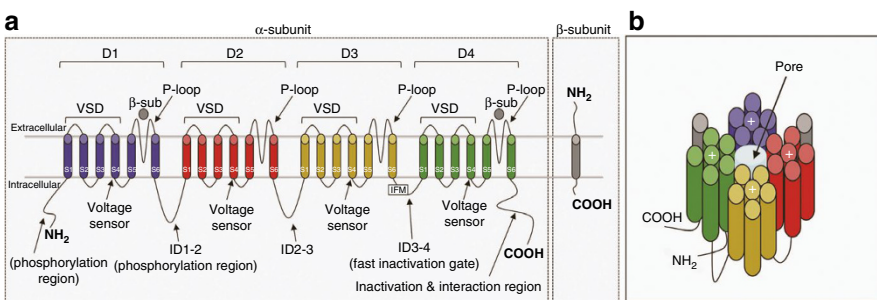 a
α-subunit
β-subunit
D1 D2 D3 D4
β-sub P-loop P-loop P-loop β-sub P-loop
VSD VSD VSD VSD
NH2
Extracellular
S1 S2 S3 S4 S5 S6 S1 S2 S3 S4 S5 S6 S1 S2 S3 S4 S5 S6 S1 S2 S3 S4 S5 S6
Intracellular
IFM
Voltage sensor
Voltage sensor
Voltage sensor
Voltage sensor
COOH
NH2
(phosphorylation region)
ID1-2
(phosphorylation region)
ID2-3
ID3-4
(fast inactivation gate)
COOH
Inactivation & interaction region
b
Pore
+ + + +
COOH
NH2